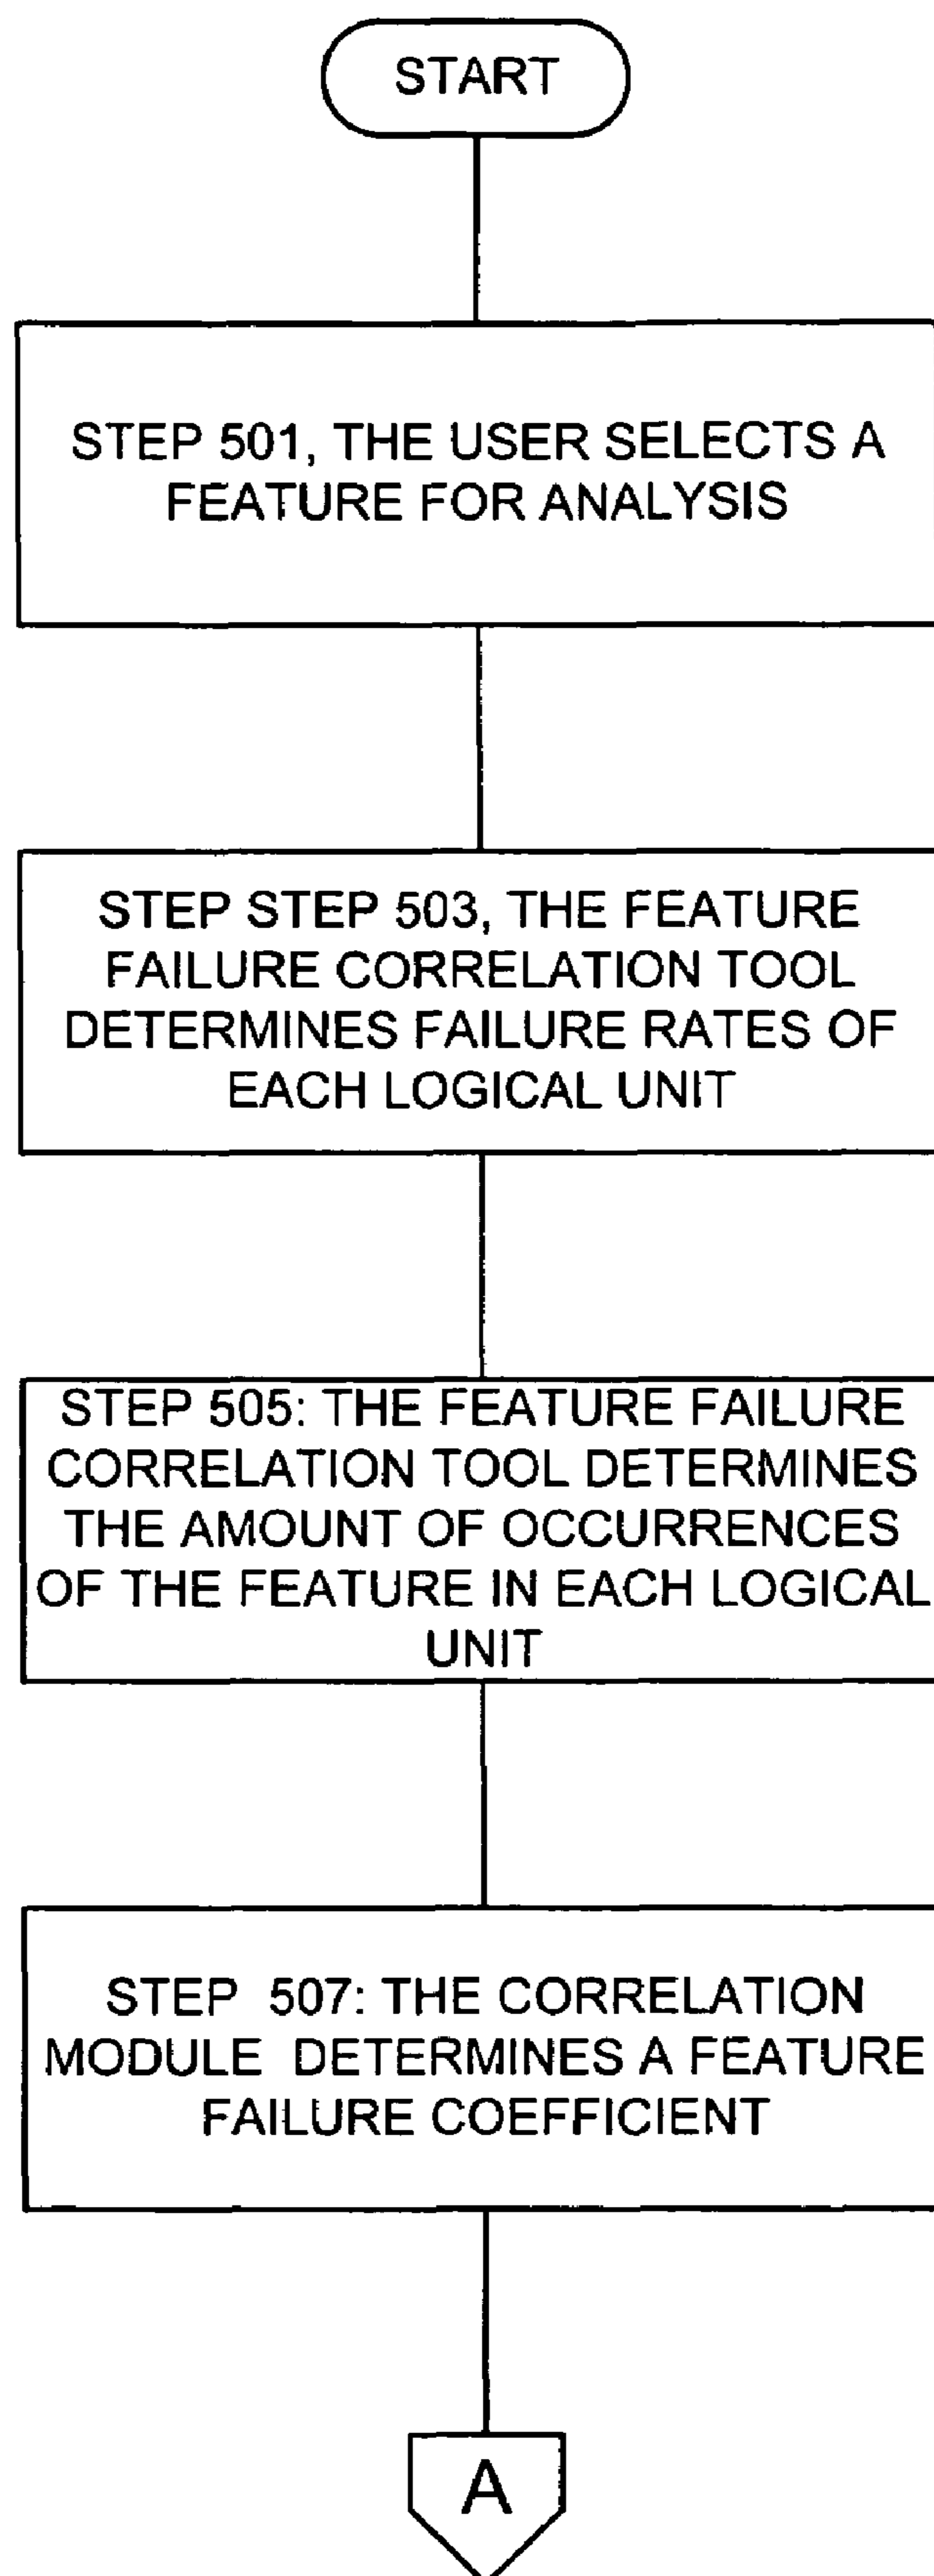 START
STEP 501, THE USER SELECTS A
FEATURE FOR ANALYSIS
STEP STEP 503, THE FEATURE
FAILURE CORRELATION TOOL
DETERMINES FAILURE RATES OF
EACH LOGICAL UNIT
STEP 505: THE FEATURE FAILURE
CORRELATION TOOL DETERMINES
THE AMOUNT OF OCCURRENCES
OF THE FEATURE IN EACH LOGICAL
UNIT
STEP 507: THE CORRELATION
MODULE DETERMINES A FEATURE
FAILURE COEFFICIENT
A